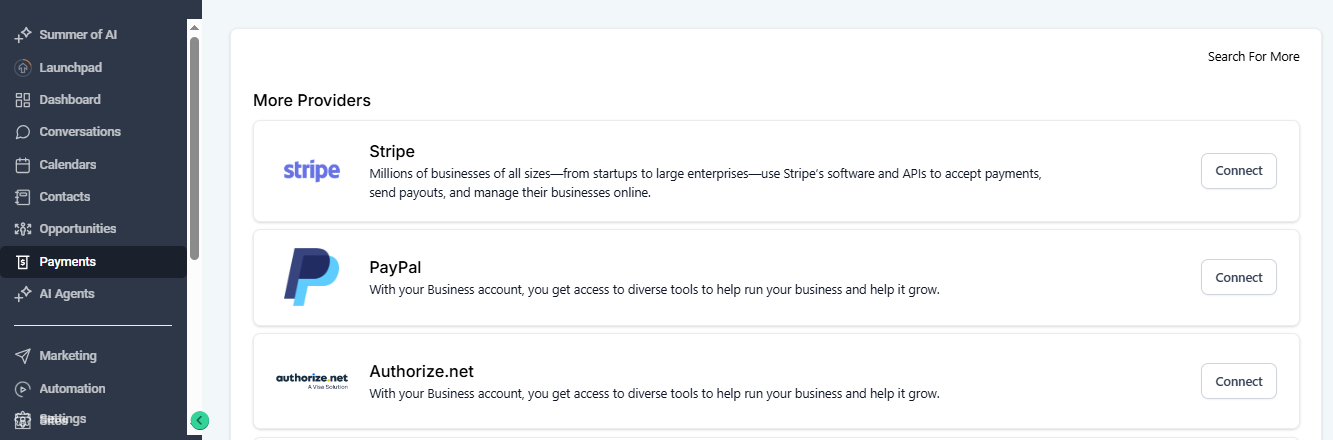 Summer of AI
Launchpad
Dashboard
Conversations
Calendars
Contacts
Opportunities
Payments
AI Agents
Marketing
Automation
Settings
Sites
Search For More
More Providers
stripe
Stripe
Millions of businesses of all sizes—from startups to large enterprises—use Stripe’s software and APIs to accept payments,
send payouts, and manage their businesses online.
Connect
PayPal
With your Business account, you get access to diverse tools to help run your business and help it grow.
Connect
authorize.net
A Visa Solution
Authorize.net
With your Business account, you get access to diverse tools to help run your business and help it grow.
Connect